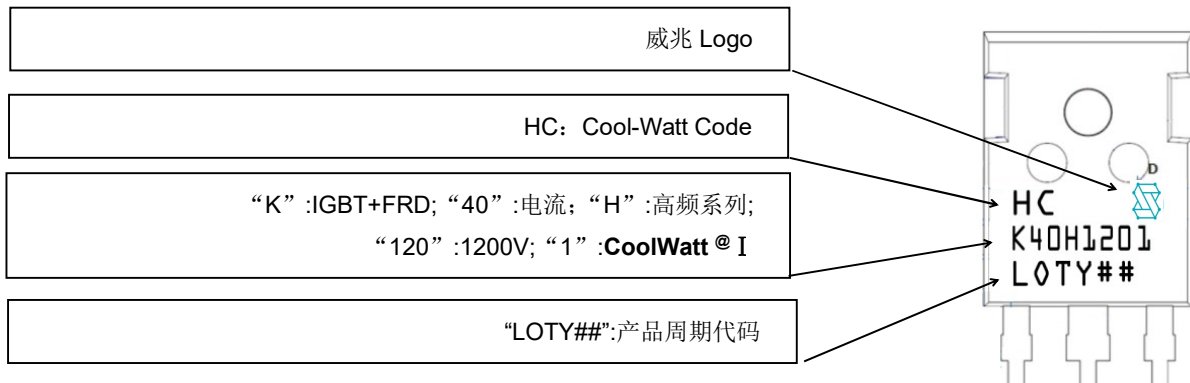 威兆 Logo
HC：Cool-Watt Code
“K”:IGBT+FRD; “40”:电流；“H”:高频系列;
“120”:1200V; “1”:CoolWatt @ I
“LOTY##”:产品周期代码
D
HC
K40H1201
LOTY##